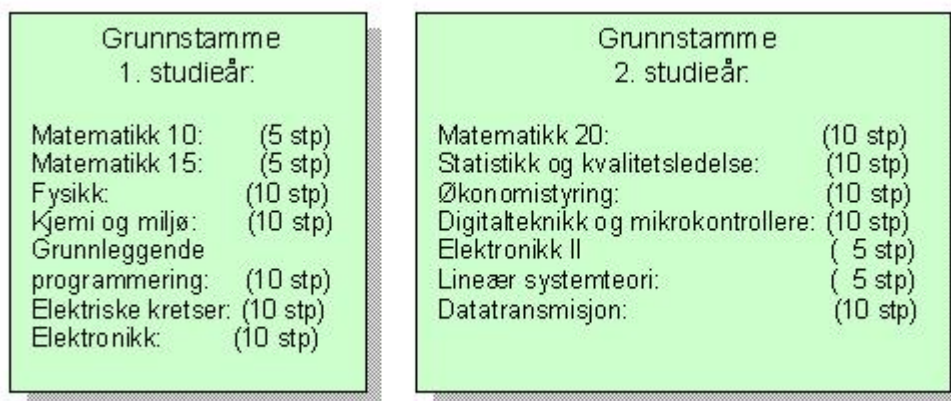 Grunnstamme
1. studieår:
Matematikk 10: (5 stp)
Matematikk 15: (5 stp)
Fysikk: (10 stp)
Kjemi og miljø: (10 stp)
Grunnleggende
programmering: (10 stp)
Elektriske kretser: (10 stp)
Elektronikk: (10 stp)
Grunnstamme
2. studieår:
Matematikk 20: (10 stp)
Statistikk og kvalitetsledelse: (10 stp)
Økonomistyring: (10 stp)
Digitalteknikk og mikrokontrollere: (10 stp)
Elektronikk II ( 5 stp)
Lineær systemteori: ( 5 stp)
Datatransmisjon: (10 stp)